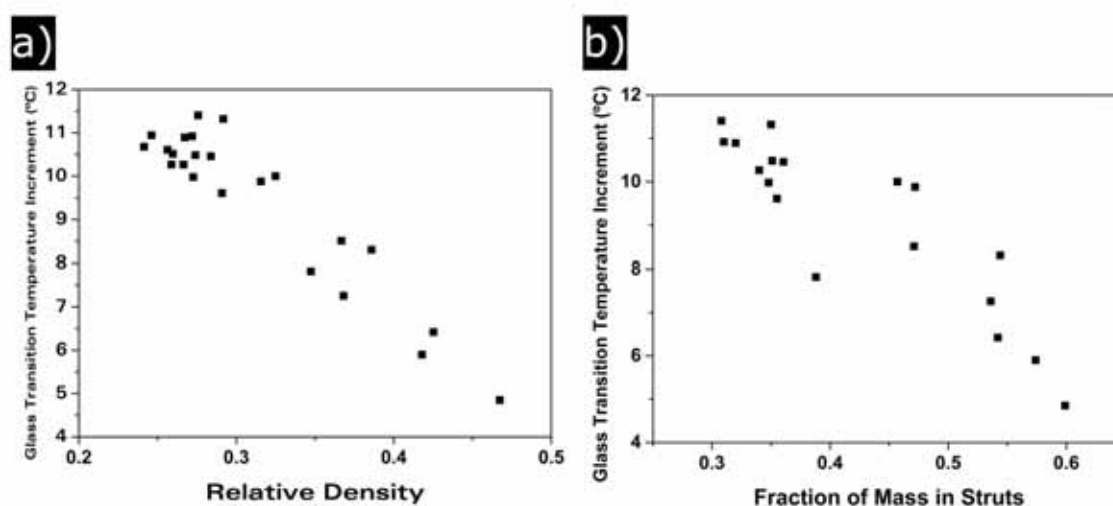 a)
Glass Transition Temperature Increment (ºC)
12
11
10
9
8
7
6
5
4
0.2 0.3 0.4 0.5
Relative Density
b)
Glass Transition Temperature Increment (ºC)
12
10
8
6
4
0.3 0.4 0.5 0.6
Fraction of Mass in Struts